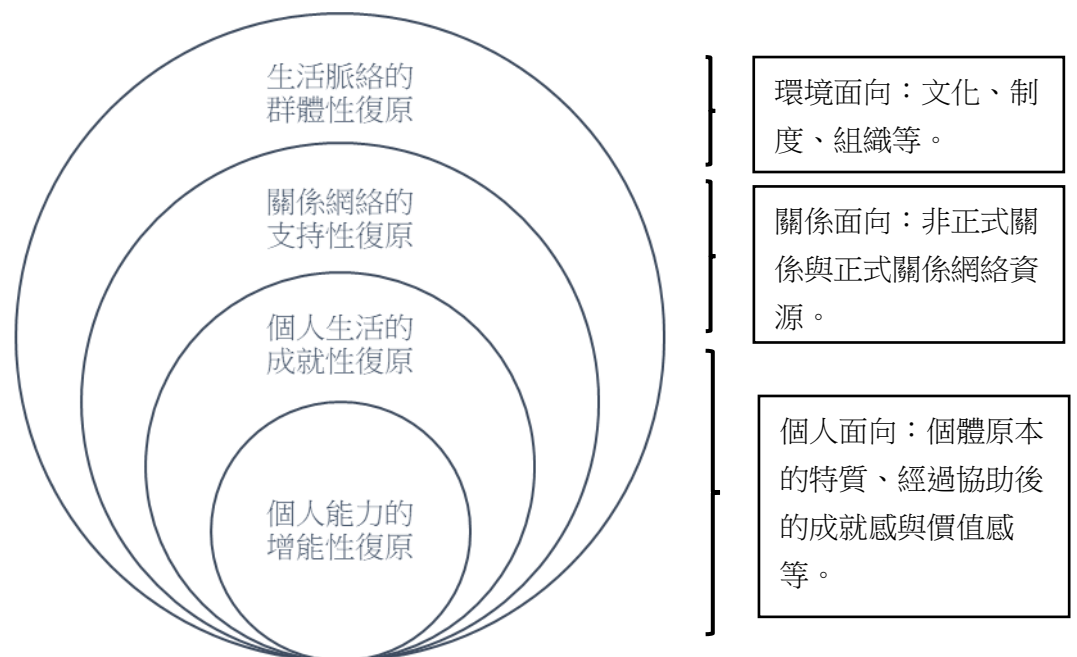 生活脈絡的
群體性復原
環境面向：文化、制
度、組織等。
關係網絡的
支持性復原
關係面向：非正式關
係與正式關係網絡資
源。
個人生活的
成就性復原
個人能力的
增能性復原
個人面向：個體原本
的特質、經過協助後
的成就感與價值感
等。